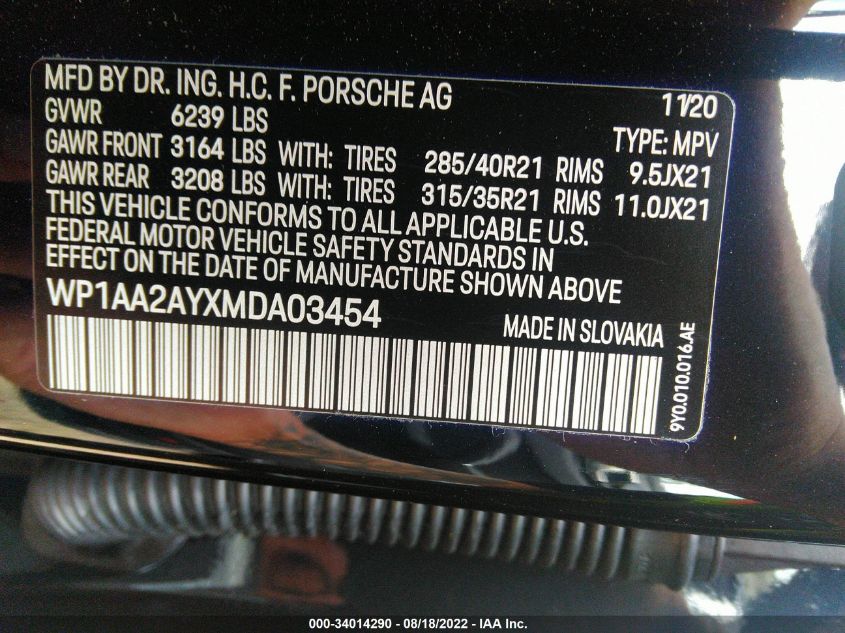 MFD BY DR. ING. H.C. F. PORSCHE AG 11/20
GVWR 6239 LBS TYPE: MPV
GAWR FRONT 3164 LBS WITH: TIRES 285/40R21 RIMS 9.5JX21
GAWR REAR 3208 LBS WITH: TIRES 315/35R21 RIMS 11.0JX21
THIS VEHICLE CONFORMS TO ALL APPLICABLE U.S.
FEDERAL MOTOR VEHICLE SAFETY STANDARDS IN
EFFECT ON THE DATE OF MANUFACTURE SHOWN ABOVE
WP1AA2AYXMDA03454 MADE IN SLOVAKIA
9Y0.010.016.AE
000-34014290 - 08/18/2022 - IAA Inc.